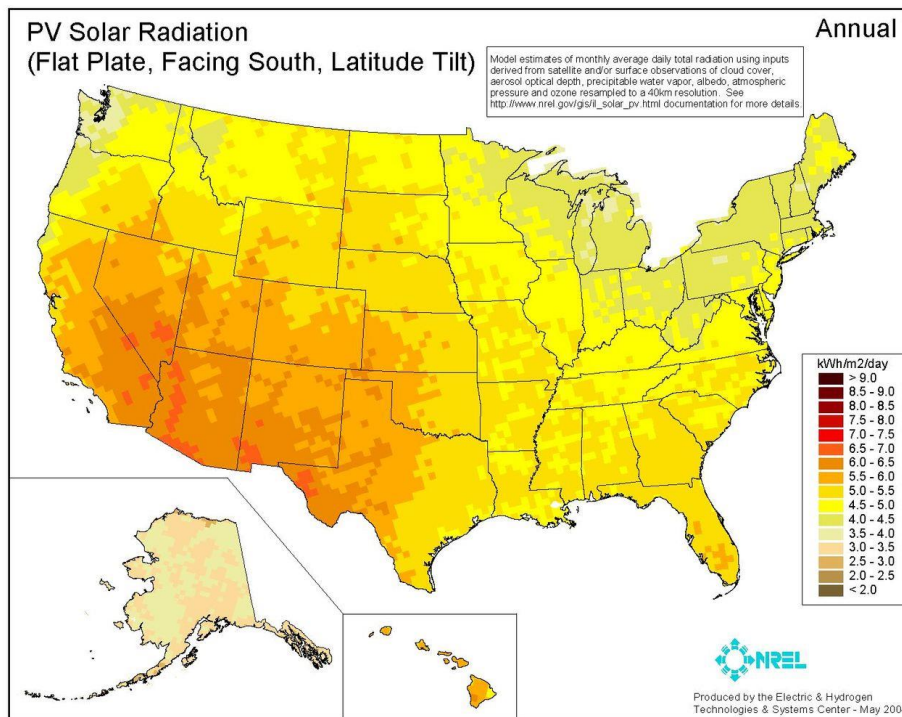 PV Solar Radiation
(Flat Plate, Facing South, Latitude Tilt)
Annual
Model estimates of monthly average daily total radiation using inputs
derived from satellite and/or surface observations of cloud cover,
aerosol optical depth, precipitable water vapor, albedo, atmospheric
pressure and ozone resampled to a 40km resolution. See
http://www.nrel.gov/gis/il_solar_pv.html documentation for more details.
kWh/m2/day
> 9.0
8.5 - 9.0
8.0 - 8.5
7.5 - 8.0
7.0 - 7.5
6.5 - 7.0
6.0 - 6.5
5.5 - 6.0
5.0 - 5.5
4.5 - 5.0
4.0 - 4.5
3.5 - 4.0
3.0 - 3.5
2.5 - 3.0
2.0 - 2.5
< 2.0
NREL
Produced by the Electric & Hydrogen
Technologies & Systems Center - May 200